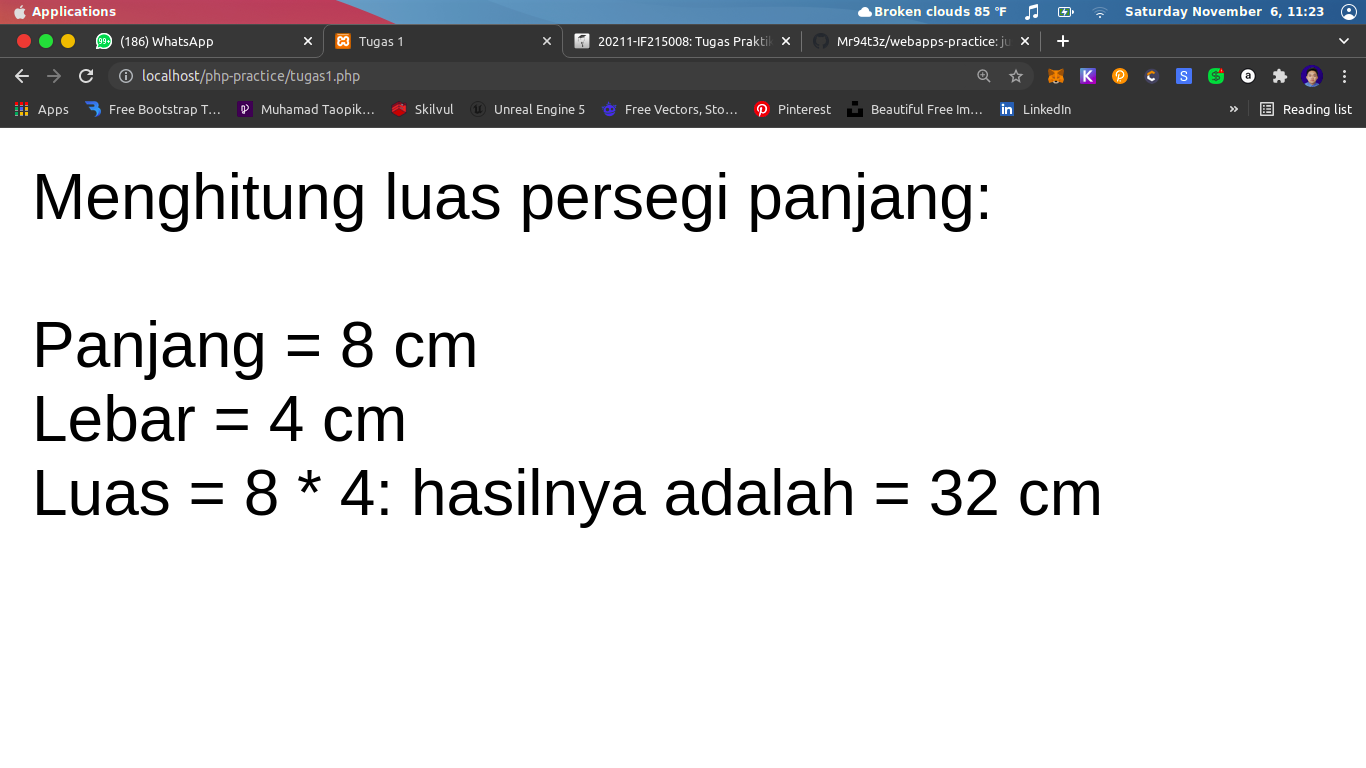 Applications Broken clouds 85 °F Saturday November 6, 11:23
(186) WhatsApp Tugas 1 20211-IF215008: Tugas Prakti Mr94t3z/webapps-practice: ju
localhost/php-practice/tugas1.php
Apps Free Bootstrap T... Muhamad Taopik... Skilvul Unreal Engine 5 Free Vectors, Sto... Pinterest Beautiful Free Im... LinkedIn » Reading list
Menghitung luas persegi panjang:
Panjang = 8 cm
Lebar = 4 cm
Luas = 8 * 4: hasilnya adalah = 32 cm